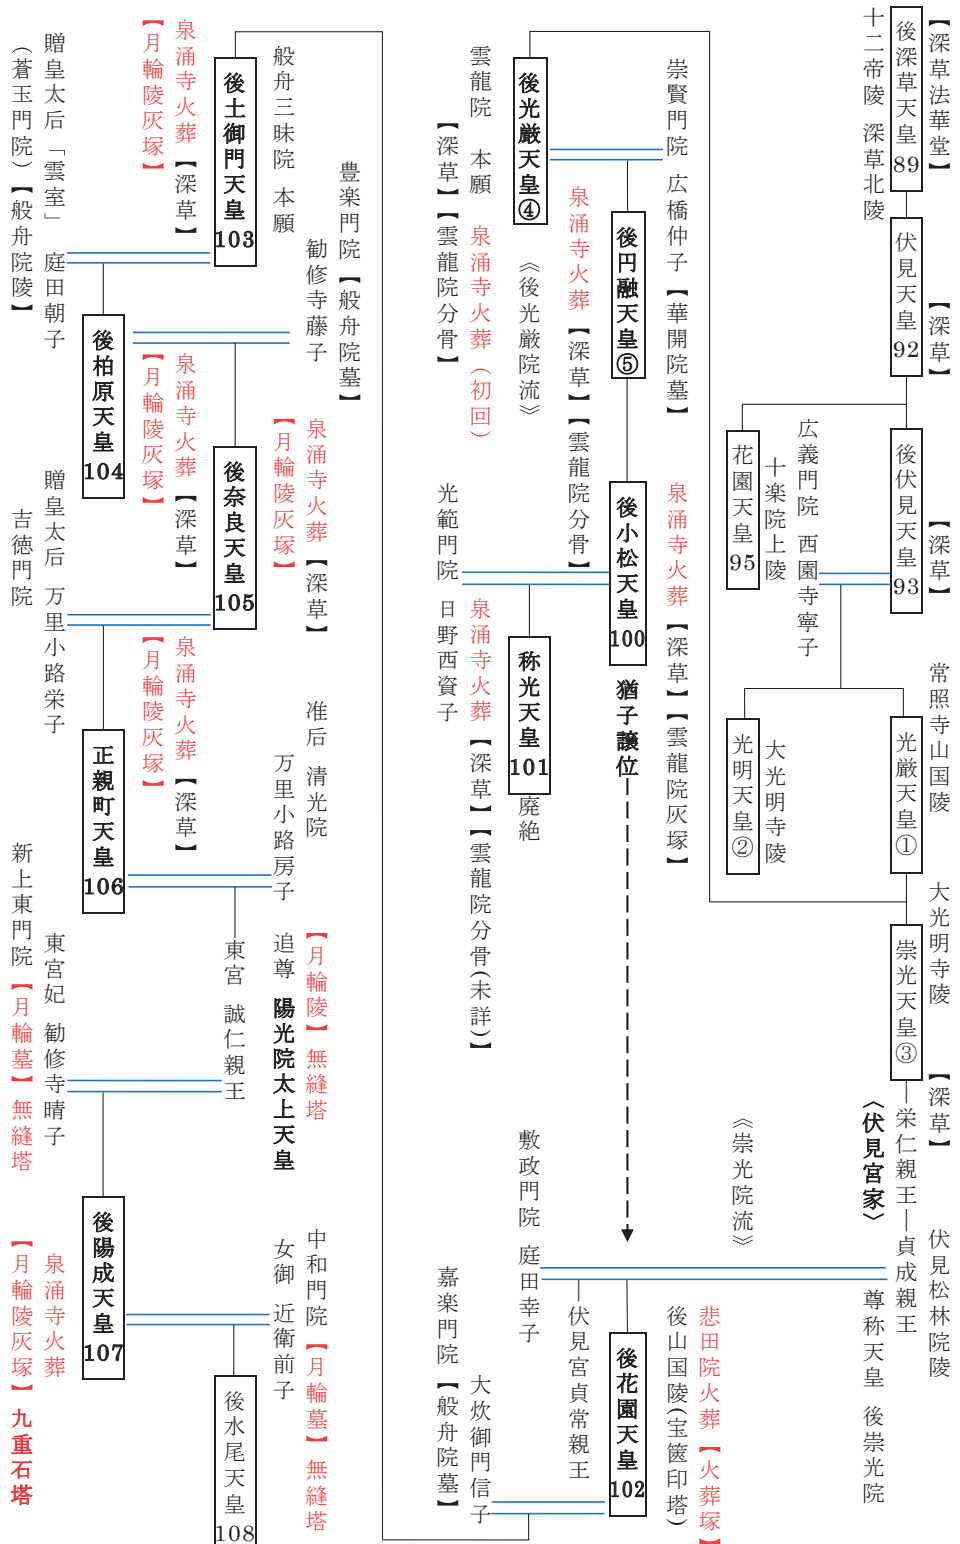 【深草法華堂】
後深草天皇89
十二帝陵 深草北陵
【深草】
伏見天皇92
【深草】
後伏見天皇93
広義門院 西園寺寧子
十楽院上陵
花園天皇95
常照寺山国陵
光厳天皇①
大光明寺陵
光明天皇②
大光明寺陵
崇光天皇③
【深草】
栄仁親王
〈伏見宮家〉
伏見松林院陵
貞成親王
尊称天皇 後崇光院
《崇光院流》
崇賢門院 広橋仲子【華開院墓】
後光厳天皇④
雲龍院 本願 泉涌寺火葬(初回)
【深草】【雲龍院分骨】
《後光厳院流》
後円融天皇⑤
泉涌寺火葬【深草】【雲龍院分骨】
泉涌寺火葬【深草】【雲龍院灰塚】
後小松天皇100
猶子譲位
光範門院 日野西資子
称光天皇101
廃絶
泉涌寺火葬【深草】【雲龍院分骨(未詳)】
敷政門院 庭田幸子
伏見宮貞常親王
悲田院火葬【火葬塚】
後山国陵(宝篋印塔)
後花園天皇102
大炊御門信子
嘉楽門院【般舟院墓】
般舟三昧院 本願
後土御門天皇103
泉涌寺火葬【深草】
【月輪陵灰塚】
贈皇太后「雲室」 庭田朝子
(蒼玉門院)【般舟院陵】
豊楽門院【般舟院墓】
勧修寺藤子
後柏原天皇104
泉涌寺火葬【深草】
【月輪陵灰塚】
泉涌寺火葬【深草】
【月輪陵灰塚】
後奈良天皇105
贈皇太后 万里小路栄子
吉徳門院
泉涌寺火葬【深草】
【月輪陵灰塚】
正親町天皇106
准后 清光院
万里小路房子
東宮 誠仁親王
【月輪陵】無縫塔
追尊 陽光院太上天皇
東宮妃 勧修寺晴子
新上東門院【月輪墓】無縫塔
後陽成天皇107
泉涌寺火葬
【月輪陵灰塚】九重石塔
中和門院【月輪墓】無縫塔
女御 近衛前子
後水尾天皇108